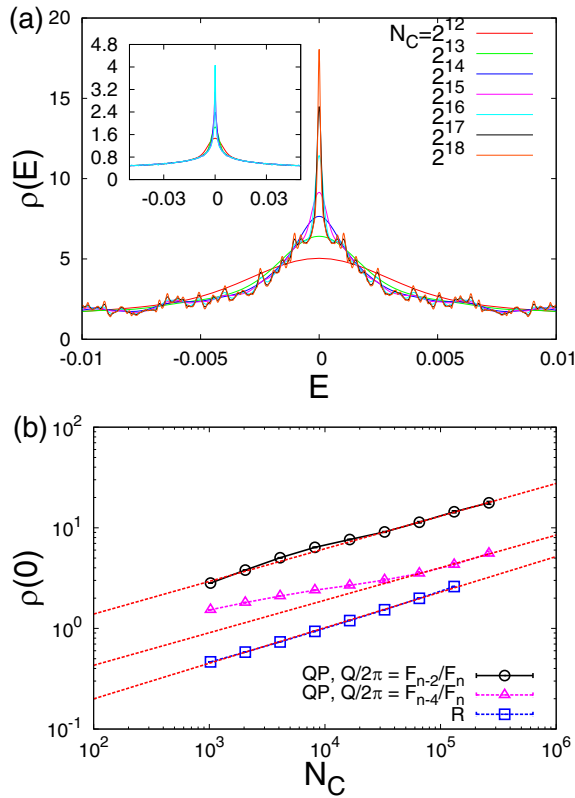 (a)
ρ(E)
20
15
10
5
0
4.8
4
3.2
2.4
1.6
0.8
0
-0.03 0 0.03
N_C=2^12
2^13
2^14
2^15
2^16
2^17
2^18
-0.01 -0.005 0 0.005 0.01
E
(b)
ρ(0)
10^2
10^1
10^0
10^-1
QP, Q/2π = F_n-2/F_n
QP, Q/2π = F_n-4/F_n
R
10^2 10^3 10^4 10^5 10^6
N_C